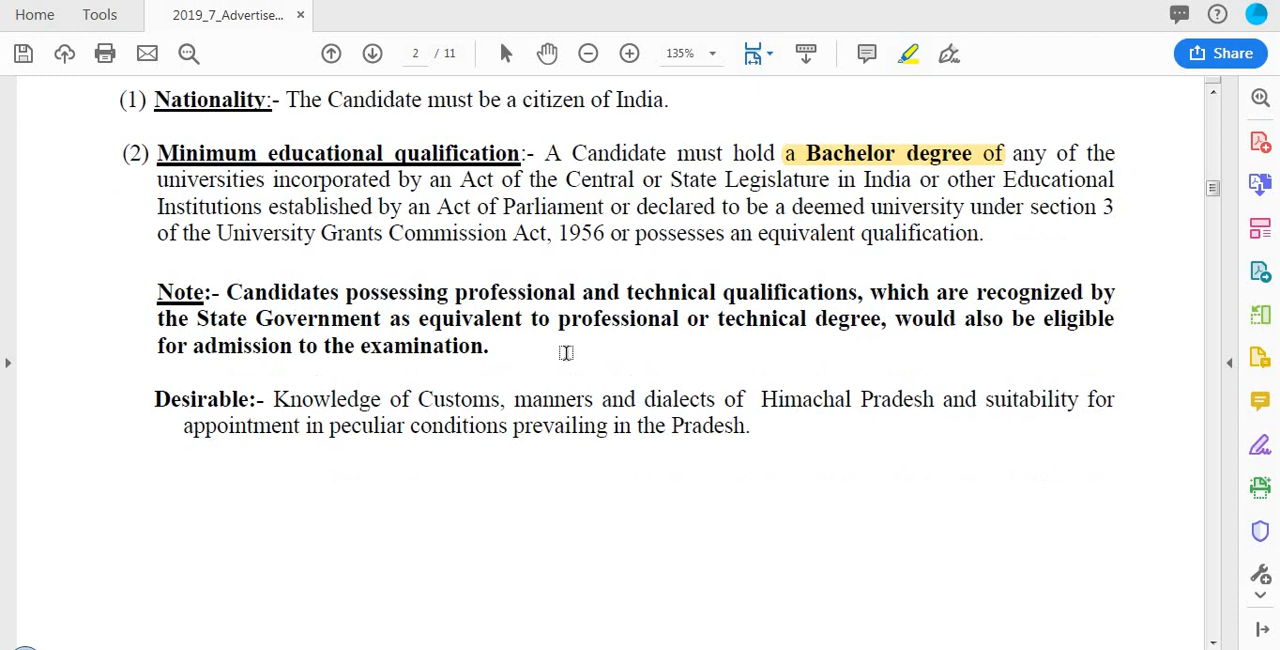 Home Tools 2019_7_Advertise... ×
2 / 11 135% Share
(1) Nationality:- The Candidate must be a citizen of India.
(2) Minimum educational qualification:- A Candidate must hold a Bachelor degree of any of the
universities incorporated by an Act of the Central or State Legislature in India or other Educational
Institutions established by an Act of Parliament or declared to be a deemed university under section 3
of the University Grants Commission Act, 1956 or possesses an equivalent qualification.
Note:- Candidates possessing professional and technical qualifications, which are recognized by
the State Government as equivalent to professional or technical degree, would also be eligible
for admission to the examination.
Desirable:- Knowledge of Customs, manners and dialects of Himachal Pradesh and suitability for
appointment in peculiar conditions prevailing in the Pradesh.